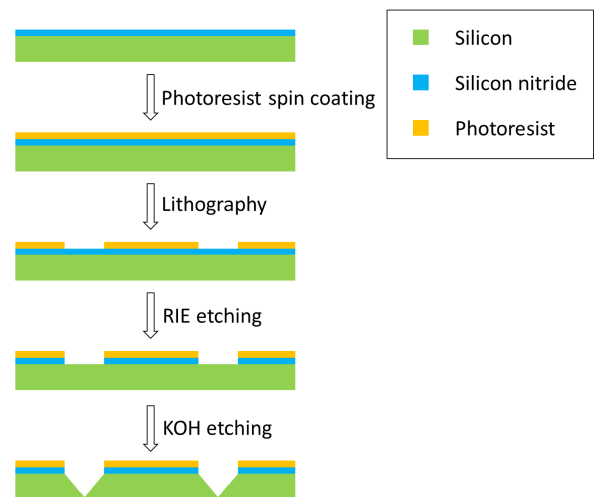 Silicon
Silicon nitride
Photoresist
Photoresist spin coating
Lithography
RIE etching
KOH etching